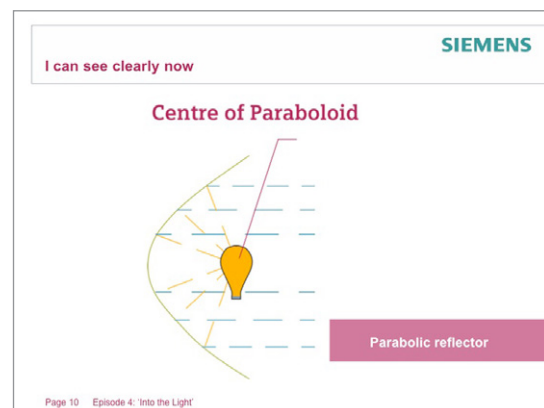 SIEMENS
I can see clearly now
Centre of Paraboloid
Parabolic reflector
Page 10 Episode 4: 'Into the Light'